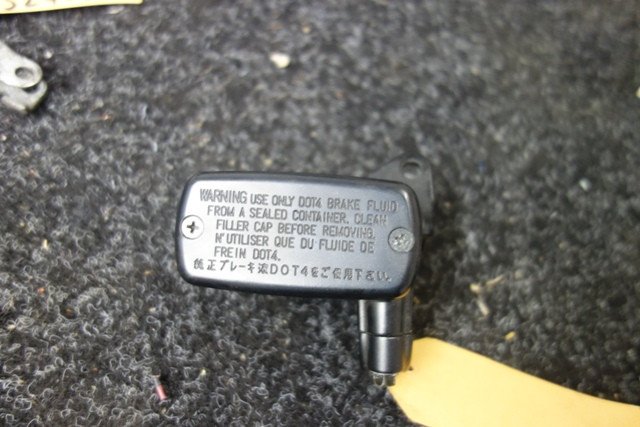 WARNING USE ONLY DOT4 BRAKE FLUID
FROM A SEALED CONTAINER. CLEAN
FILLER CAP BEFORE REMOVING.
N'UTILISER QUE DU FLUIDE DE
FREIN DOT4.
純正ブレーキ液DOT4をご使用下さい。